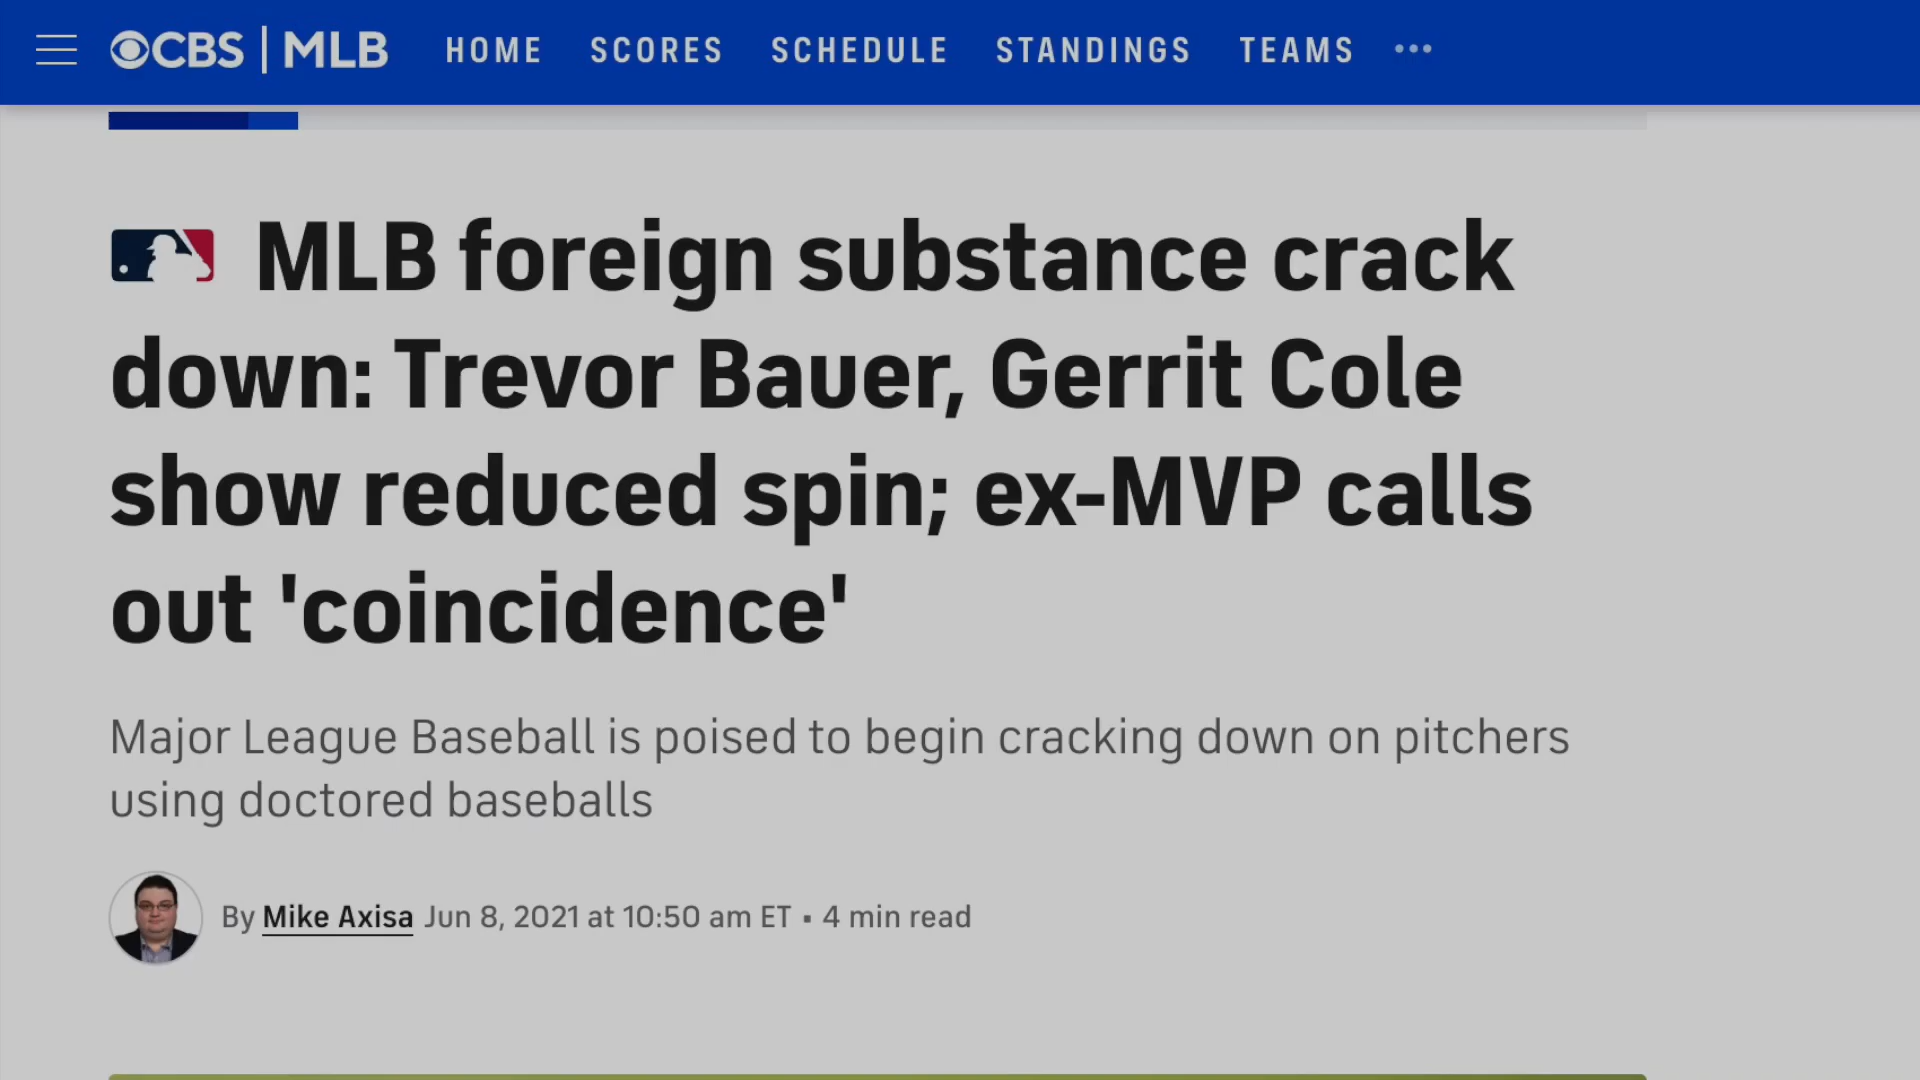 CBS | MLB HOME SCORES SCHEDULE STANDINGS TEAMS •••
MLB foreign substance crack
down: Trevor Bauer, Gerrit Cole
show reduced spin; ex-MVP calls
out 'coincidence'
Major League Baseball is poised to begin cracking down on pitchers
using doctored baseballs
By Mike Axisa Jun 8, 2021 at 10:50 am ET • 4 min read